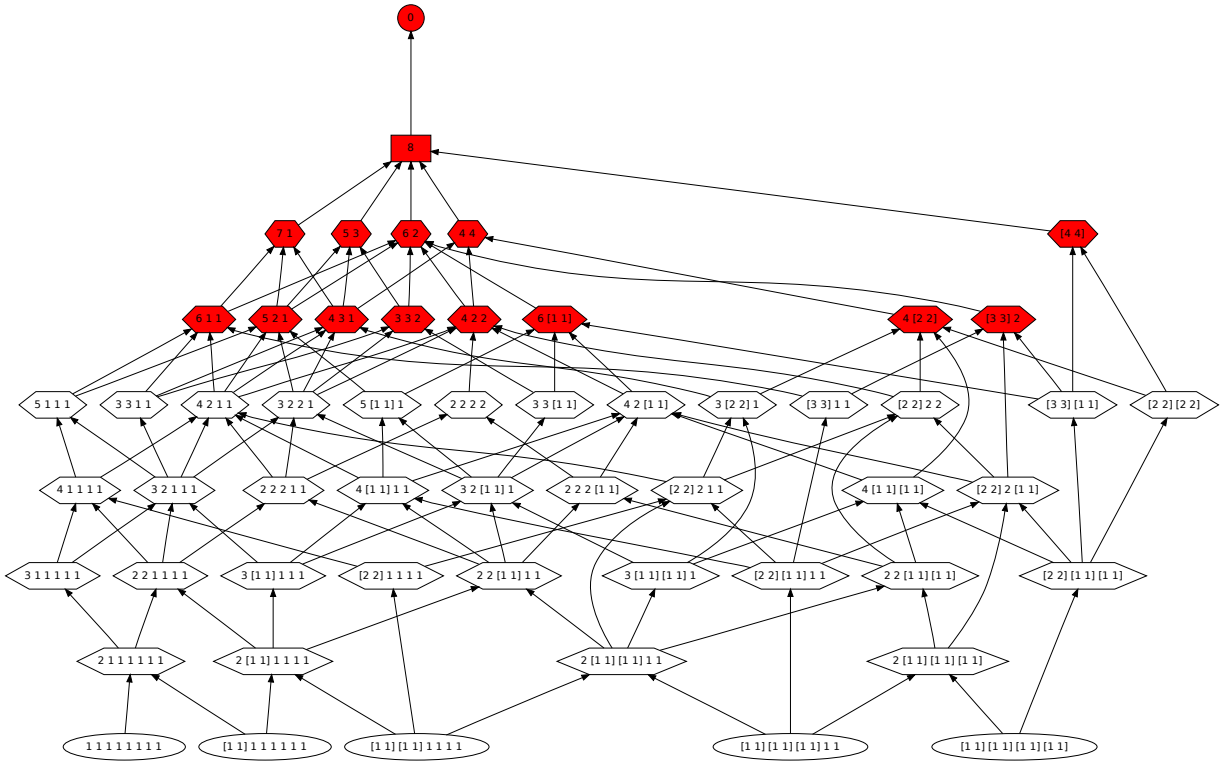 0
8
7 1
5 3
6 2
4 4
[4 4]
6 1 1
5 2 1
4 3 1
3 3 2
4 2 2
6 [1 1]
4 [2 2]
[3 3] 2
5 1 1 1
3 3 1 1
4 2 1 1
3 2 2 1
5 [1 1] 1
2 2 2 2
3 3 [1 1]
4 2 [1 1]
3 [2 2] 1
[3 3] 1 1
[2 2] 2 2
[3 3] [1 1]
[2 2] [2 2]
4 1 1 1 1
3 2 1 1 1
2 2 2 1 1
4 [1 1] 1 1
3 2 [1 1] 1
2 2 2 [1 1]
[2 2] 2 1 1
4 [1 1] [1 1]
[2 2] 2 [1 1]
3 1 1 1 1 1
2 2 1 1 1 1
3 [1 1] 1 1 1
[2 2] 1 1 1 1
2 2 [1 1] 1 1
3 [1 1] [1 1] 1
[2 2] [1 1] 1 1
2 2 [1 1] [1 1]
[2 2] [1 1] [1 1]
2 1 1 1 1 1 1
2 [1 1] 1 1 1 1
2 [1 1] [1 1] 1 1
2 [1 1] [1 1] [1 1]
1 1 1 1 1 1 1 1
[1 1] 1 1 1 1 1 1
[1 1] [1 1] 1 1 1 1
[1 1] [1 1] [1 1] 1 1
[1 1] [1 1] [1 1] [1 1]